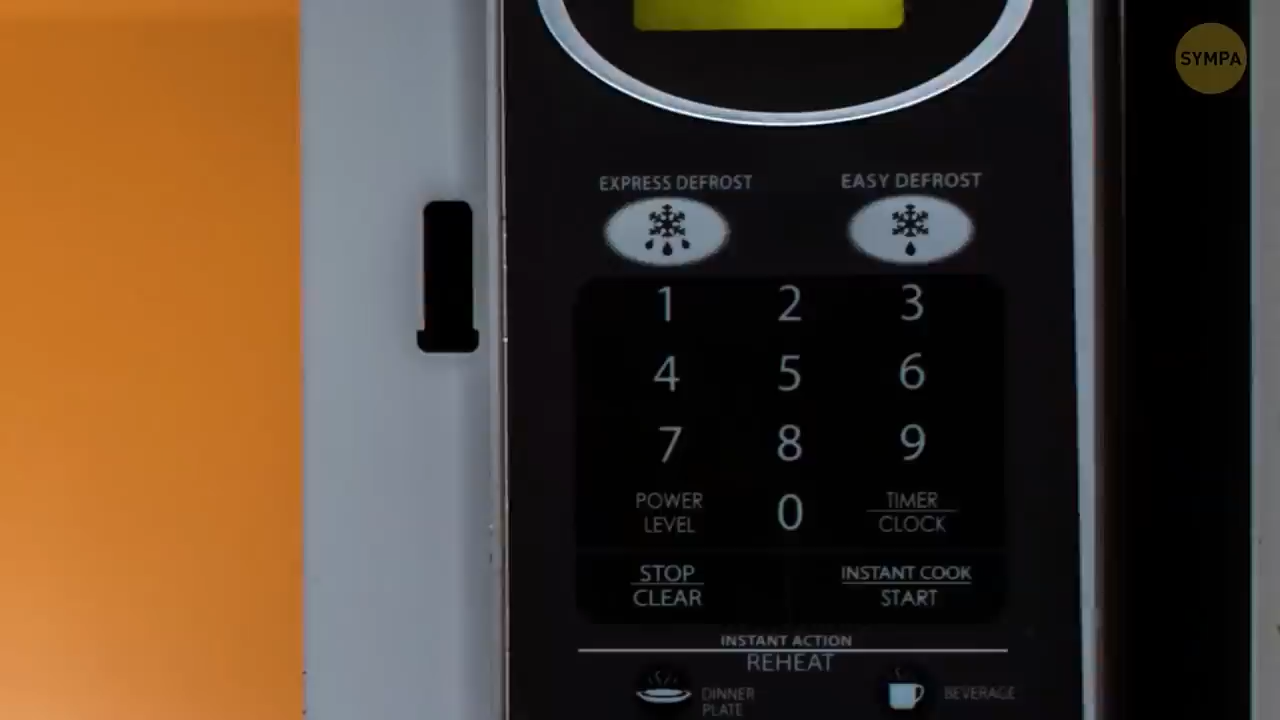 SYMPA
EXPRESS DEFROST EASY DEFROST
1 2 3
4 5 6
7 8 9
POWER LEVEL 0 TIMER CLOCK
STOP CLEAR INSTANT COOK START
INSTANT ACTION
REHEAT
DINNER PLATE BEVERAGE